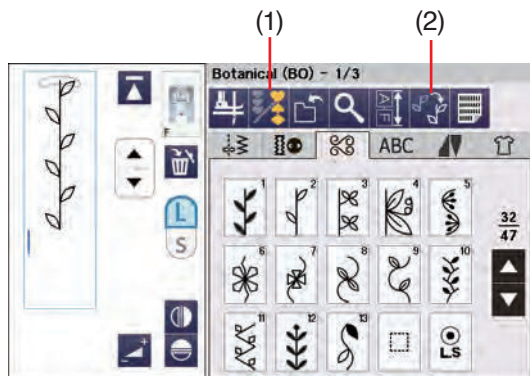 (1) (2)
Botanical (BO) - 1/3
A F
F
ABC
1 2 3 4 5
32
47
L
S
6 7 8 9 10
11 12 13
LS